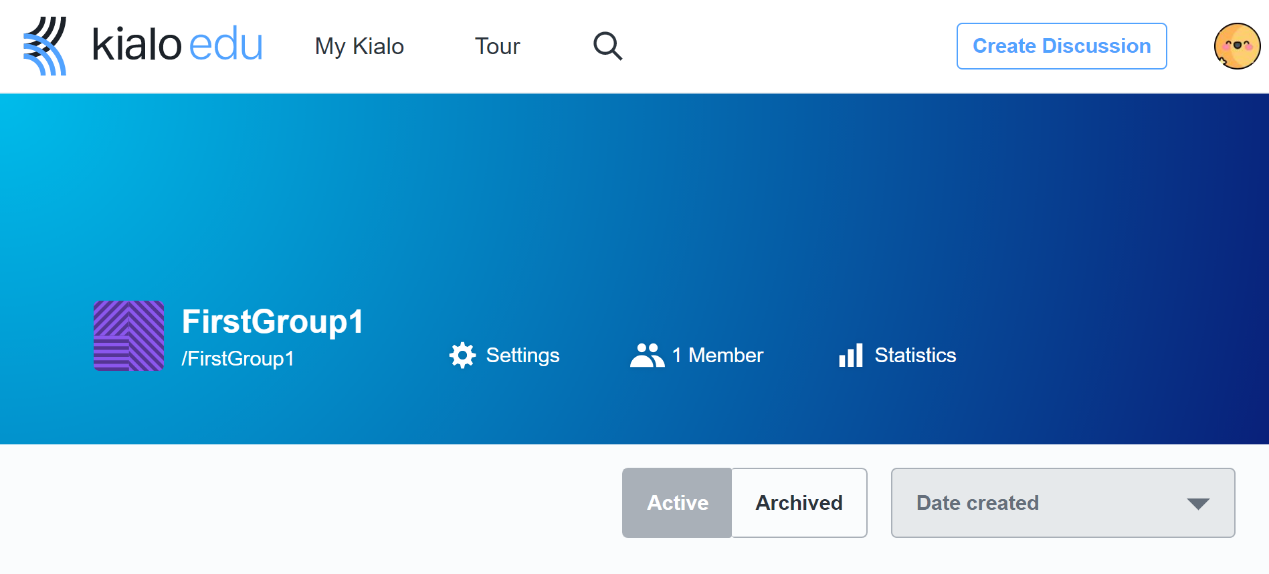 kialo edu My Kialo Tour Create Discussion
FirstGroup1
/FirstGroup1 Settings 1 Member Statistics
Active Archived Date created